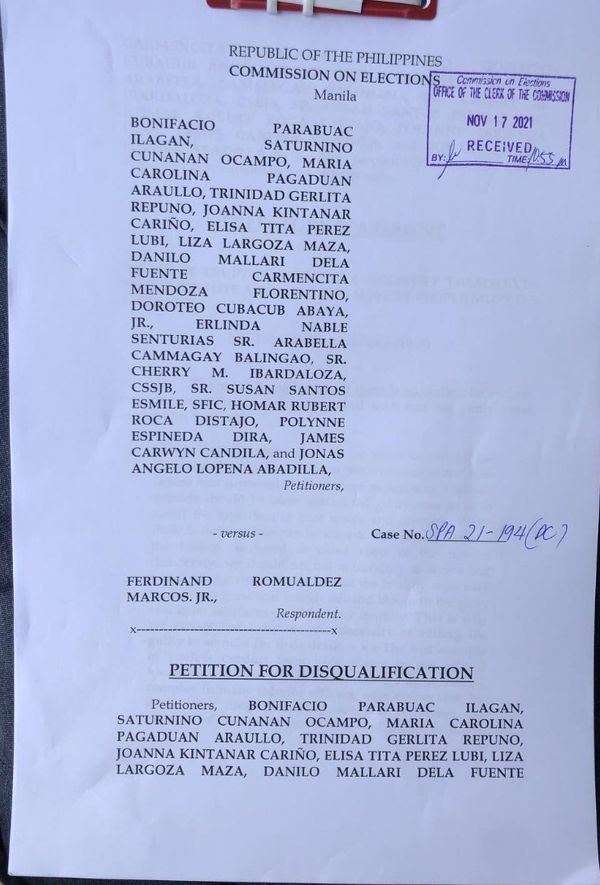 REPUBLIC OF THE PHILIPPINES
COMMISSION ON ELECTIONS
Manila
Commission on Elections
OFFICE OF THE CLERK OF THE COMMISSION
NOV 17 2021
RECEIVED
BY: TIME: 10:55
BONIFACIO PARABUAC
ILAGAN, SATURNINO
CUNANAN OCAMPO, MARIA
CAROLINA PAGADUAN
ARAULLO, TRINIDAD GERLITA
REPUNO, JOANNA KINTANAR
CARIÑO, ELISA TITA PEREZ
LUBI, LIZA LARGOZA MAZA,
DANILO MALLARI DELA
FUENTE CARMENCITA
MENDOZA FLORENTINO,
DOROTEO CUBACUB ABAYA,
JR., ERLINDA NABLE
SENTURIAS SR. ARABELLA
CAMMAGAY BALINGAO, SR.
CHERRY M. IBARDALOZA,
CSSJB, SR. SUSAN SANTOS
ESMILE, SFIC, HOMAR RUBERT
ROCA DISTAJO, POLYNNE
ESPINEDA DIRA, JAMES
CARWYN CANDILA, and JONAS
ANGELO LOPENA ABADILLA,
Petitioners,
- versus - Case No. SPA 21-194 (DC)
FERDINAND ROMUALDEZ
MARCOS. JR.,
Respondent.
x-------------------------------------------x
PETITION FOR DISQUALIFICATION
Petitioners, BONIFACIO PARABUAC ILAGAN,
SATURNINO CUNANAN OCAMPO, MARIA CAROLINA
PAGADUAN ARAULLO, TRINIDAD GERLITA REPUNO,
JOANNA KINTANAR CARIÑO, ELISA TITA PEREZ LUBI, LIZA
LARGOZA MAZA, DANILO MALLARI DELA FUENTE